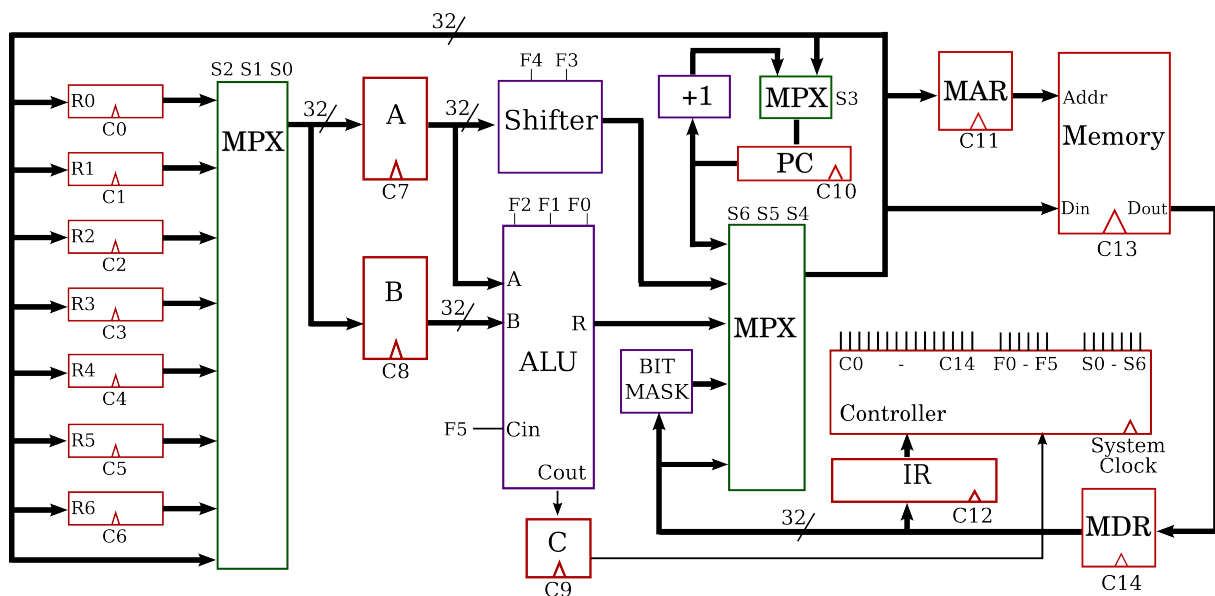 32
S2 S1 S0
MPX
R0
C0
R1
C1
R2
C2
R3
C3
R4
C4
R5
C5
R6
C6
32
A
C7
B
C8
32
32
F4 F3
Shifter
F2 F1 F0
A
B
R
ALU
F5
Cin
Cout
C
C9
+1
MPX
S3
PC
C10
S6 S5 S4
MPX
BIT
MASK
32
MAR
C11
Addr
Memory
Din
Dout
C13
C0 - C14 F0 - F5 S0 - S6
Controller
System
Clock
IR
C12
MDR
C14